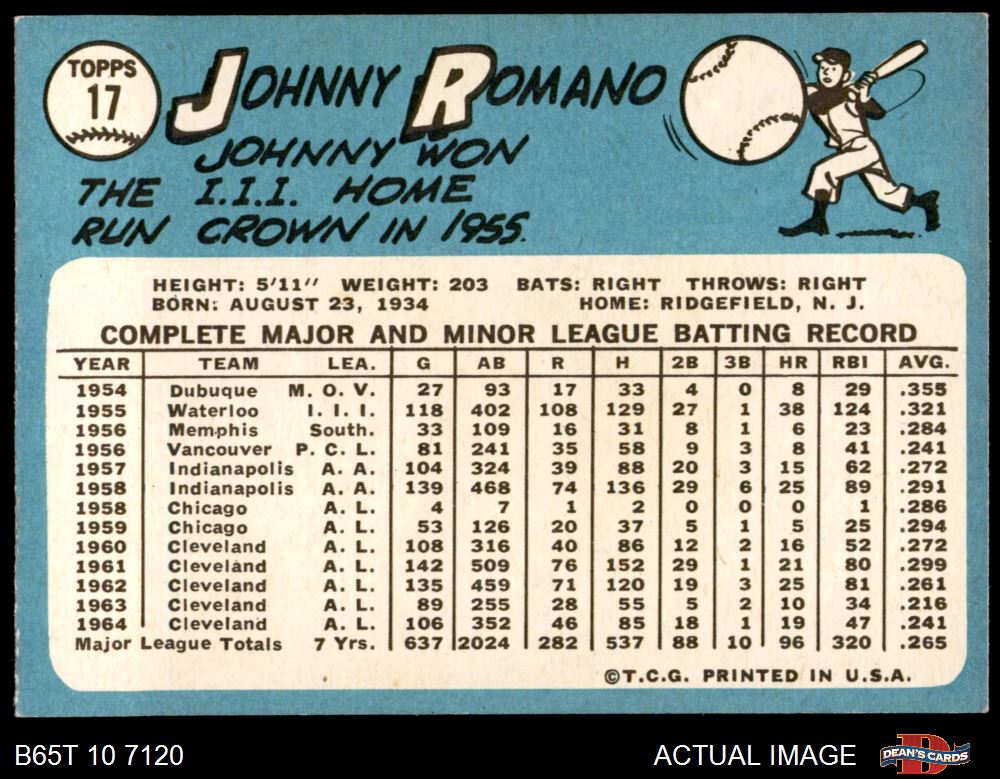 TOPPS
17
JOHNNY ROMANO
JOHNNY WON
THE I.I.I. HOME
RUN CROWN IN 1955.
HEIGHT: 5'11" WEIGHT: 203 BATS: RIGHT THROWS: RIGHT
BORN: AUGUST 23, 1934 HOME: RIDGEFIELD, N. J.
COMPLETE MAJOR AND MINOR LEAGUE BATTING RECORD
YEAR TEAM LEA. G AB R H 2B 3B HR RBI AVG.
1954 Dubuque M. O. V. 27 93 17 33 4 0 8 29 .355
1955 Waterloo I. I. I. 118 402 108 129 27 1 38 124 .321
1956 Memphis South. 33 109 16 31 8 1 6 23 .284
1956 Vancouver P. C. L. 81 241 35 58 9 3 8 41 .241
1957 Indianapolis A. A. 104 324 39 88 20 3 15 62 .272
1958 Indianapolis A. A. 139 468 74 136 29 6 25 89 .291
1958 Chicago A. L. 4 7 1 2 0 0 0 1 .286
1959 Chicago A. L. 53 126 20 37 5 1 5 25 .294
1960 Cleveland A. L. 108 316 40 86 12 2 16 52 .272
1961 Cleveland A. L. 142 509 76 152 29 1 21 80 .299
1962 Cleveland A. L. 135 459 71 120 19 3 25 81 .261
1963 Cleveland A. L. 89 255 28 55 5 2 10 34 .216
1964 Cleveland A. L. 106 352 46 85 18 1 19 47 .241
Major League Totals 7 Yrs. 637 2024 282 537 88 10 96 320 .265
©T.C.G. PRINTED IN U.S.A.
B65T 10 7120 ACTUAL IMAGE D DEAN'S CARDS